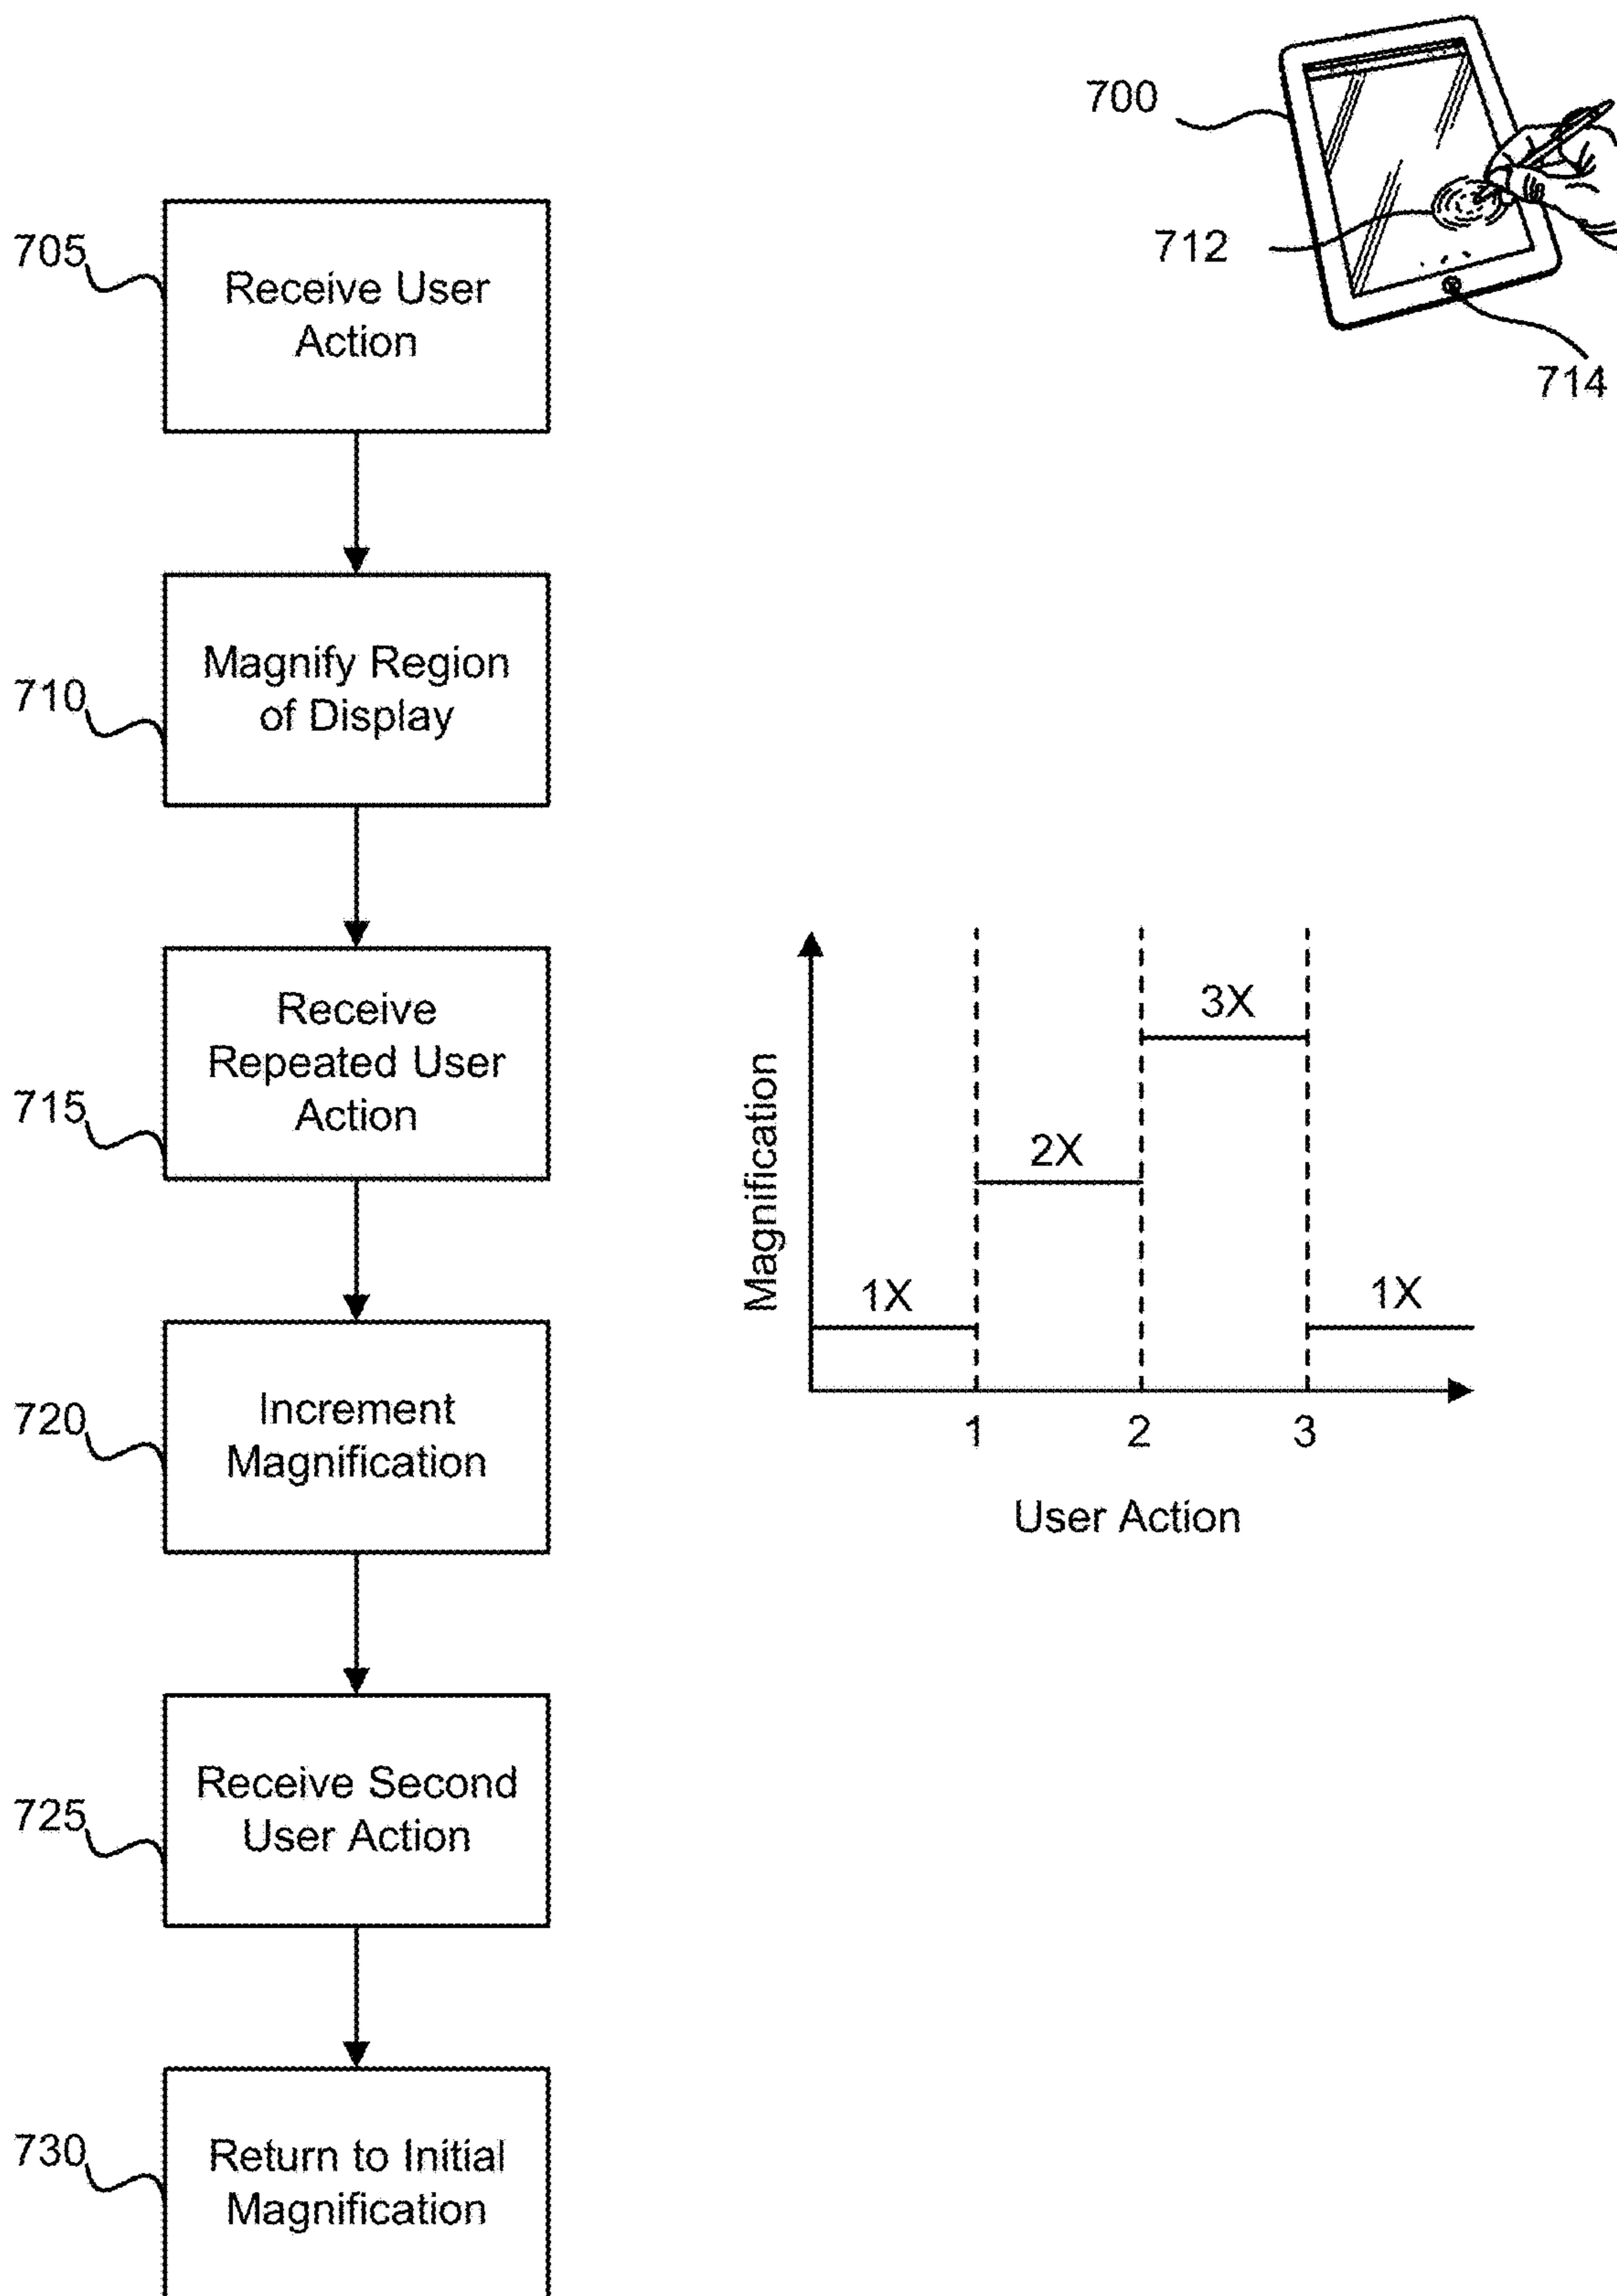 700
712
714
705
Receive User
Action
710
Magnify Region
of Display
715
Receive
Repeated User
Action
720
Increment
Magnification
725
Receive Second
User Action
730
Return to Initial
Magnification
Magnification
1X
2X
3X
1X
1
2
3
User Action